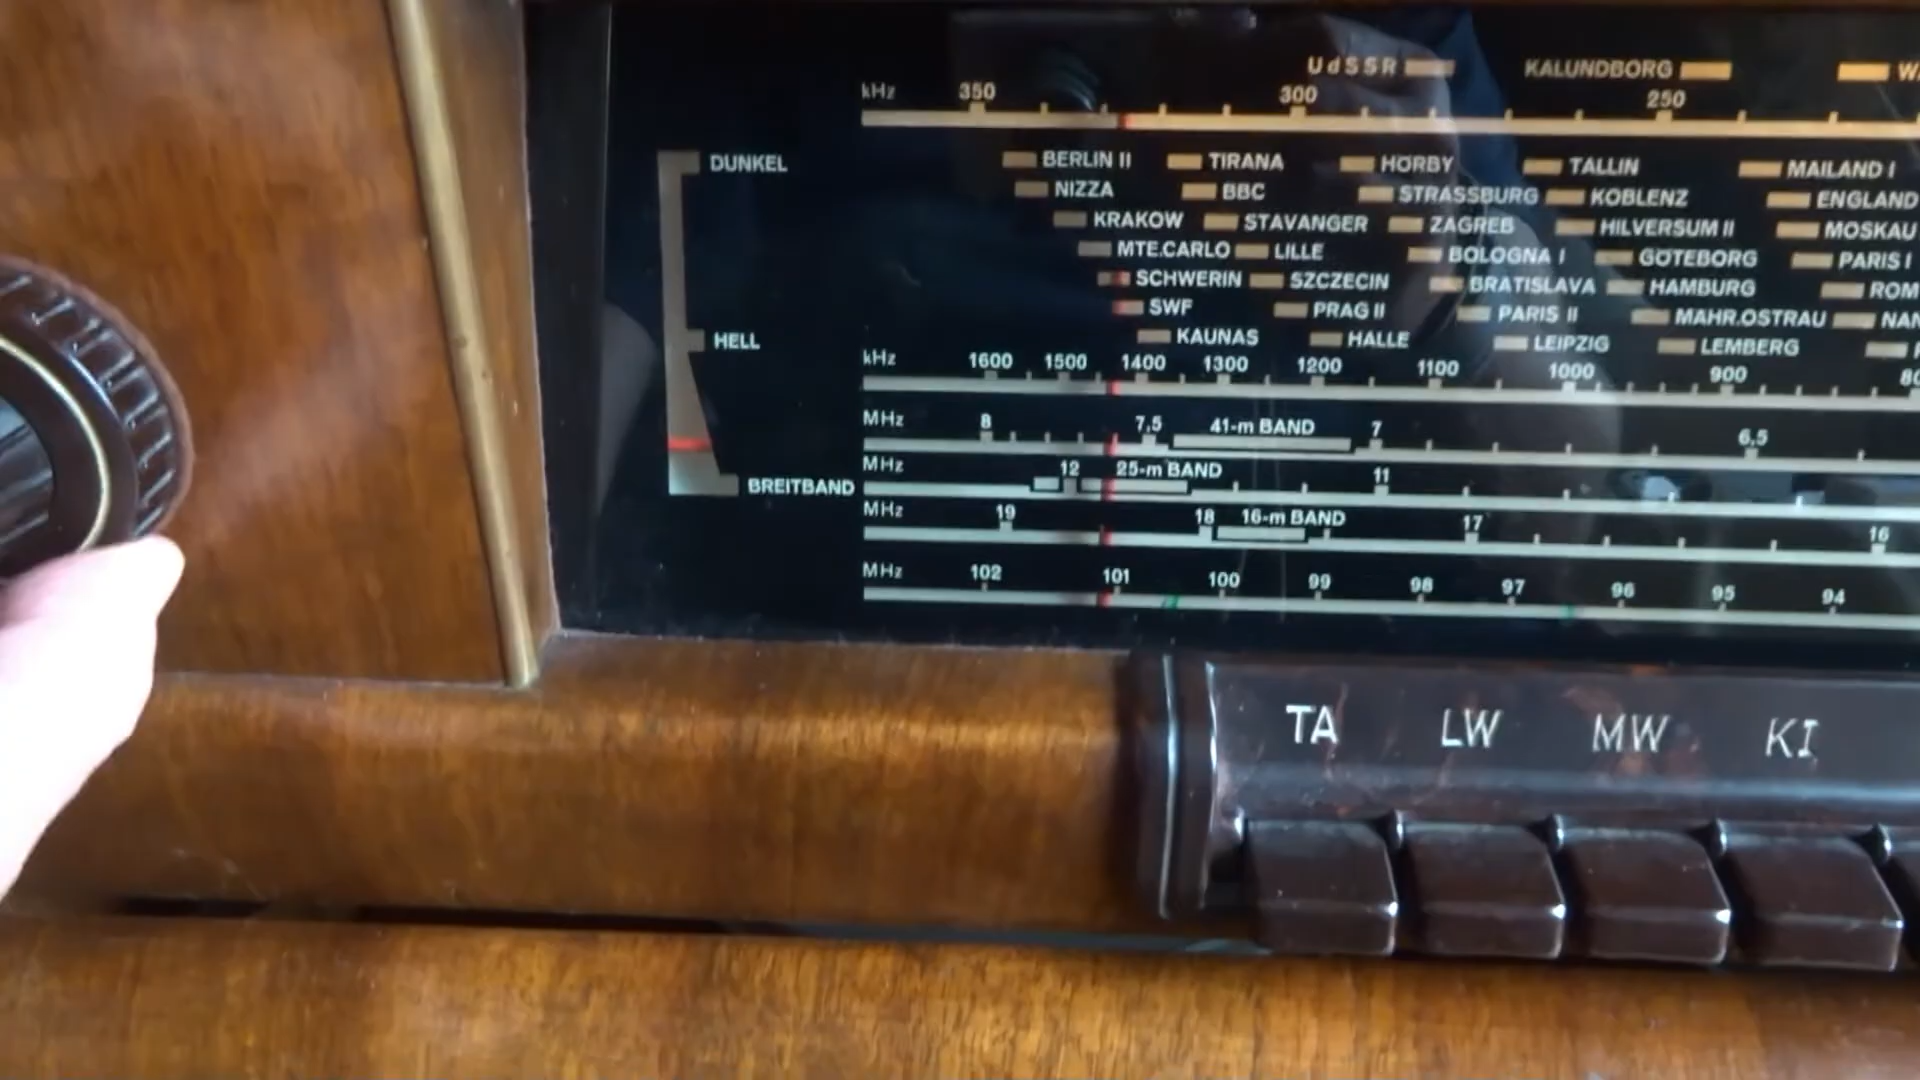 UdSSR KALUNDBORG
kHz 350 300 250
DUNKEL BERLIN II TIRANA HÖRBY TALLIN MAILAND I
NIZZA BBC STRASSBURG KOBLENZ ENGLAND
KRAKOW STAVANGER ZAGREB HILVERSUM II MOSKAU
MTE.CARLO LILLE BOLOGNA I GÖTEBORG PARIS I
SCHWERIN SZCZECIN BRATISLAVA HAMBURG ROM
SWF PRAG II PARIS II MÄHR.OSTRAU
HELL KAUNAS HALLE LEIPZIG LEMBERG
kHz 1600 1500 1400 1300 1200 1100 1000 900
MHz 8 7,5 41-m BAND 7 6,5
MHz 12 25-m BAND 11
BREITBAND
MHz 19 18 16-m BAND 17 16
MHz 102 101 100 99 98 97 96 95 94
TA LW MW KI